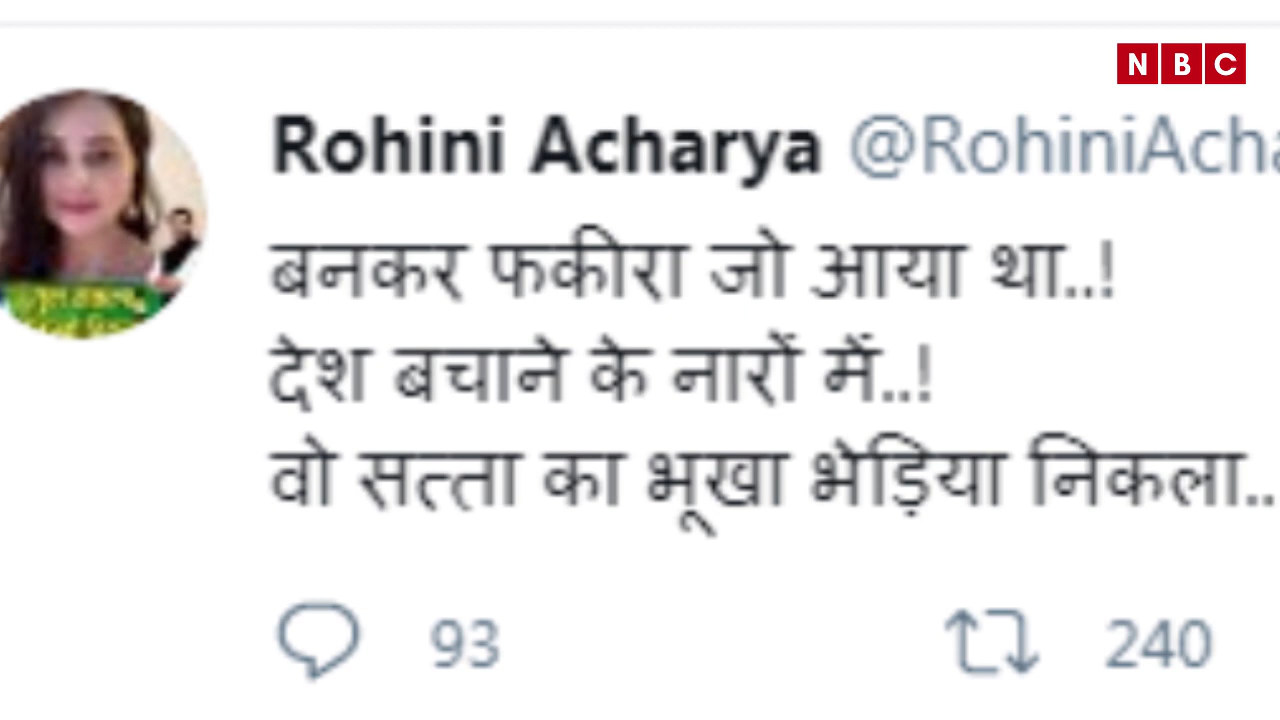 NBC
Rohini Acharya @RohiniAcha
बनकर फकीरा जो आया था..!
देश बचाने के नारों में..!
वो सत्ता का भूखा भेड़िया निकला..
93 240